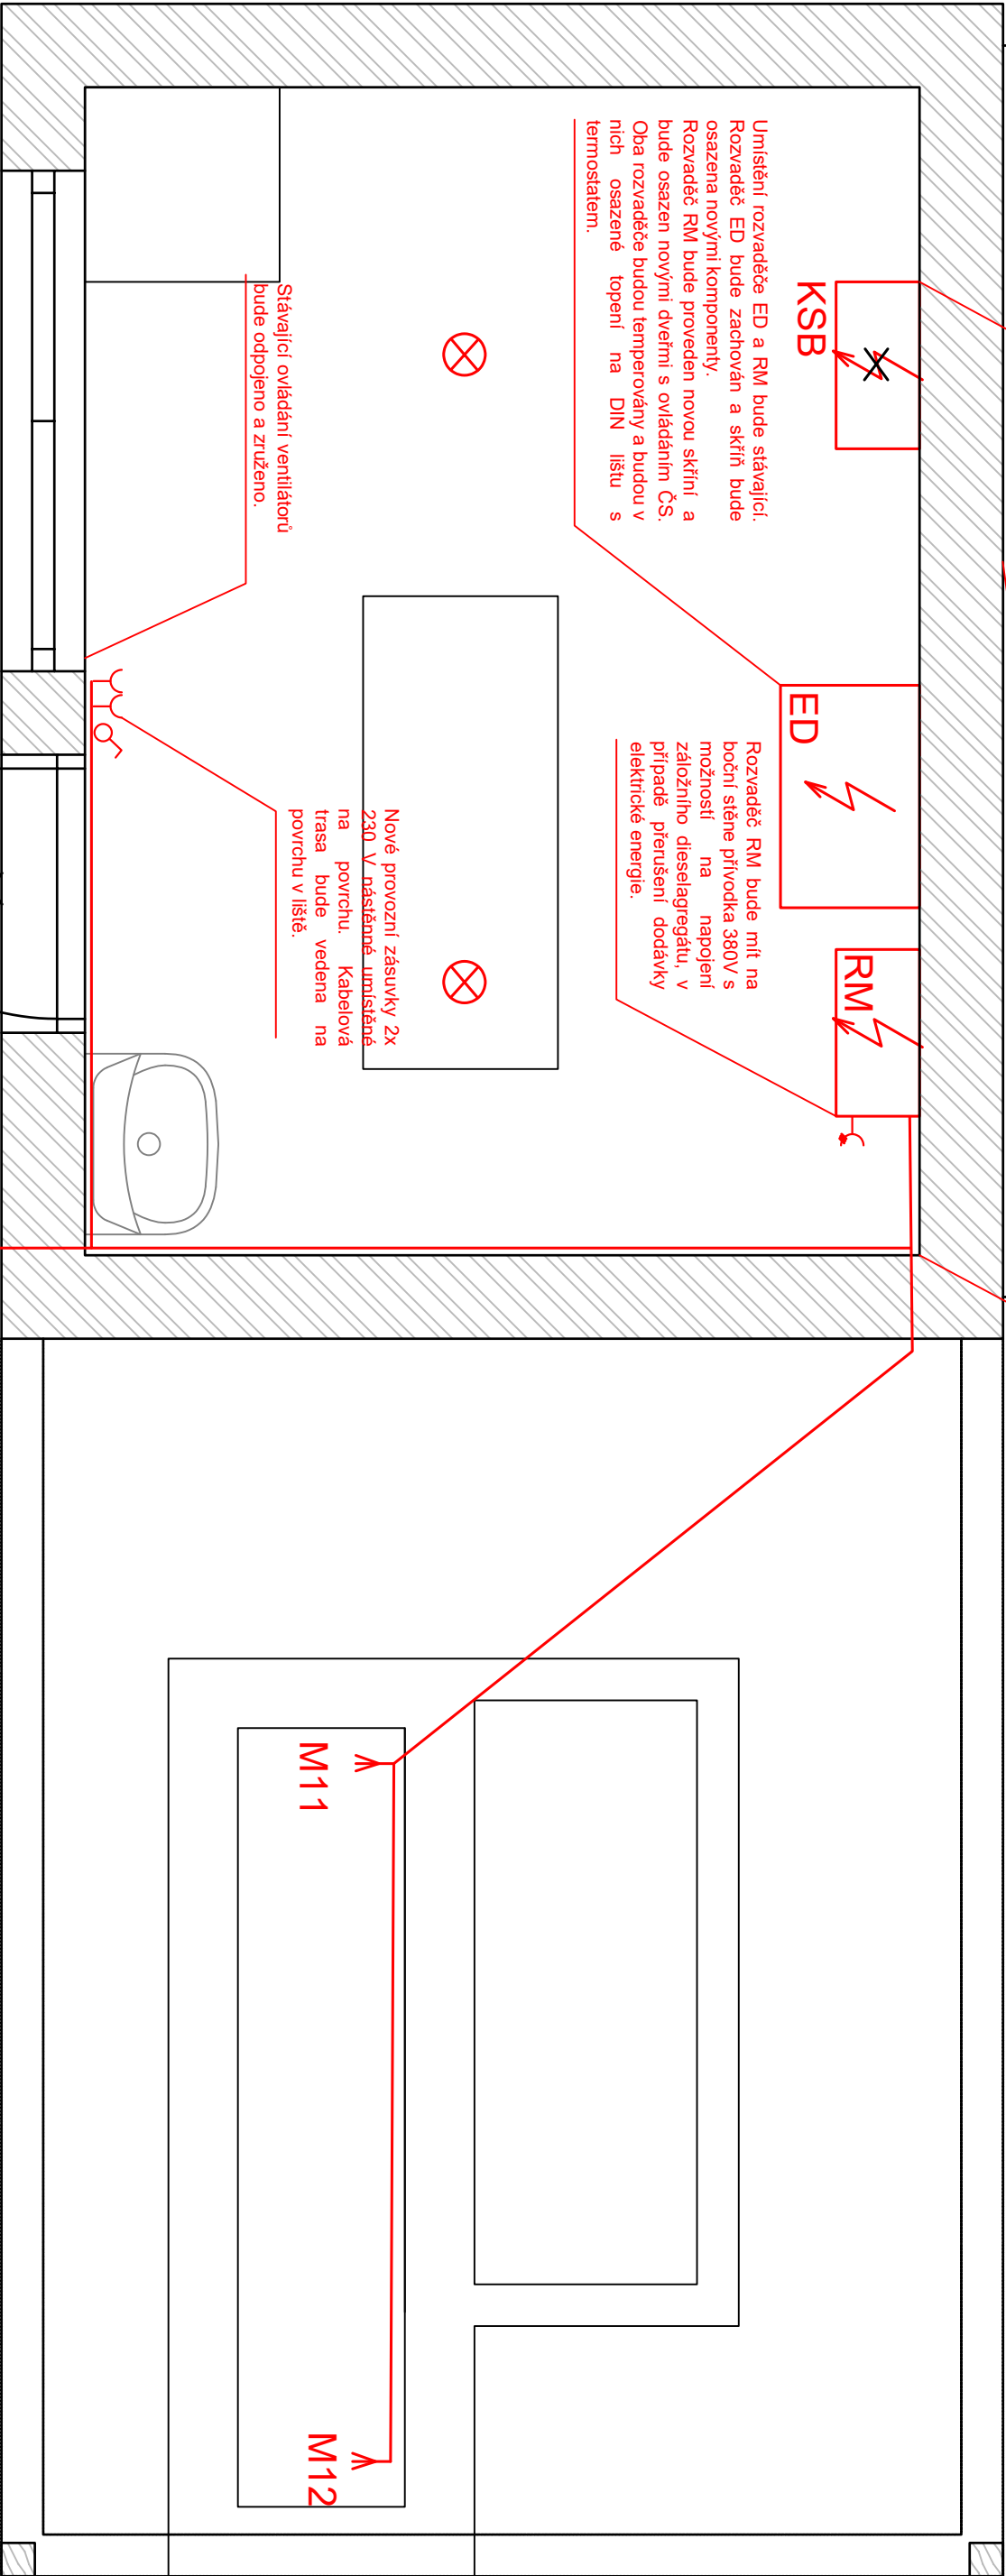 KSB
Umístění rozvaděče ED a RM bude stávající.
Rozvaděč ED bude zachován a skříň bude
osazena novými komponenty.
Rozvaděč RM bude proveden novou skříní a
bude osazen novými dveřmi s ovládáním ČS.
Oba rozvaděče budou temperovány a budou v
nich osazené topení na DIN lištu s
termostatem.
Stávající ovládání ventilátorů
bude odpojeno a zruženo.
ED
RM
Rozvaděč RM bude mít na
boční stěne přívodka 380V s
možností na napojení
záložního dieselagregátu, v
případě přerušení dodávky
elektrické energie.
Nové provozní zásuvky 2x
230 V nástěnné umístěné
na povrchu. Kabelová
trasa bude vedena na
povrchu v liště.
M11
M12